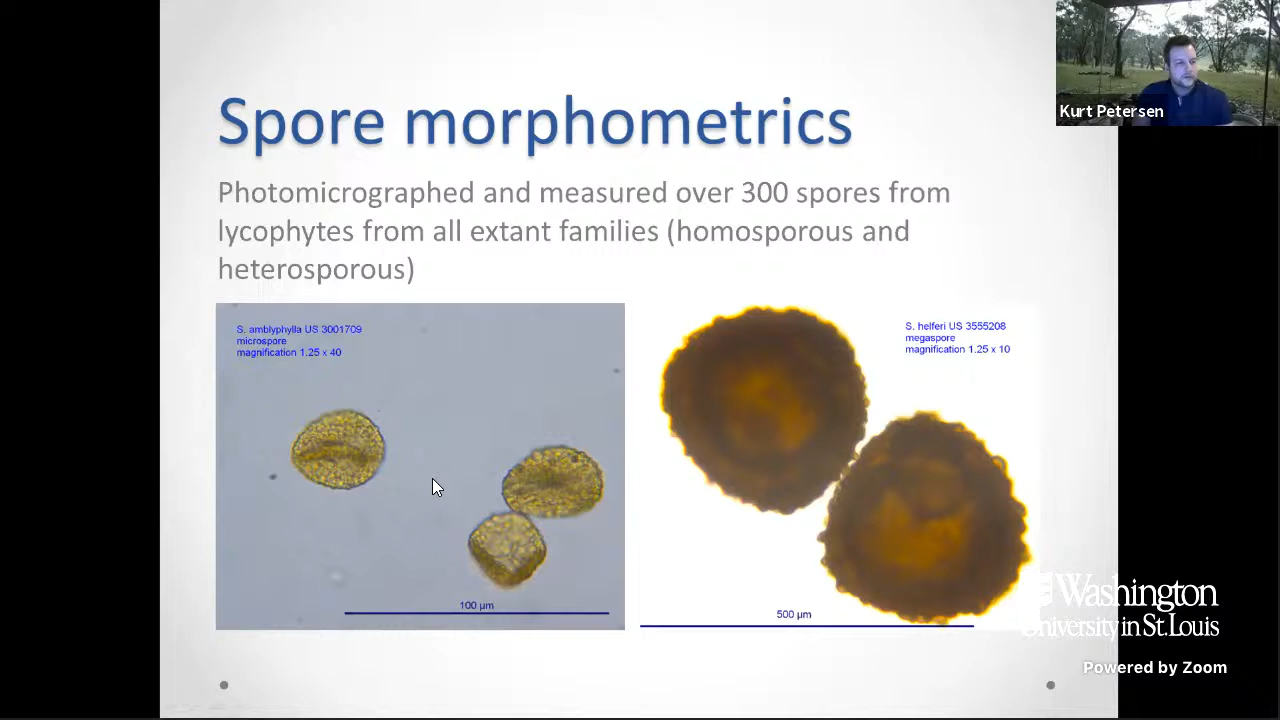 Spore morphometrics
Kurt Petersen
Photomicrographed and measured over 300 spores from
lycophytes from all extant families (homosporous and
heterosporous)
S. amblyphylla US 3001709
microspore
magnification 1.25 x 40
100 µm
S. helferi US 3555208
megaspore
magnification 1.25 x 10
500 µm
Washington
University in St. Louis
Powered by Zoom